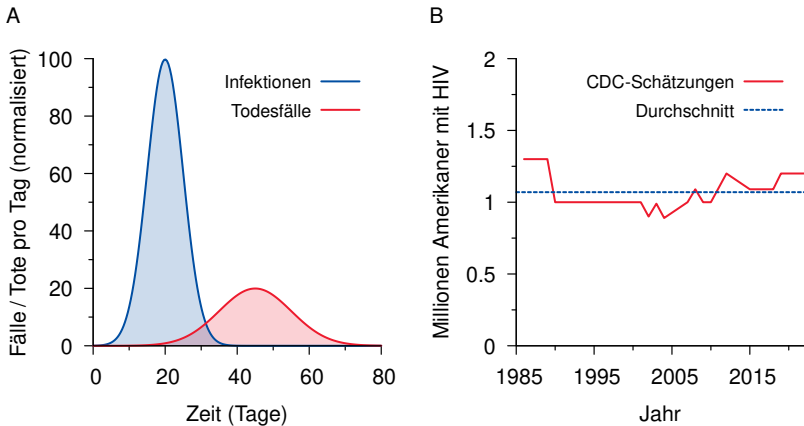 A
Fälle / Tote pro Tag (normalisiert)
100
80
60
40
20
0
Infektionen
Todesfälle
0 20 40 60 80
Zeit (Tage)
B
Millionen Amerikaner mit HIV
2
1.5
1
0.5
0
CDC-Schätzungen
Durchschnitt
1985 1995 2005 2015
Jahr